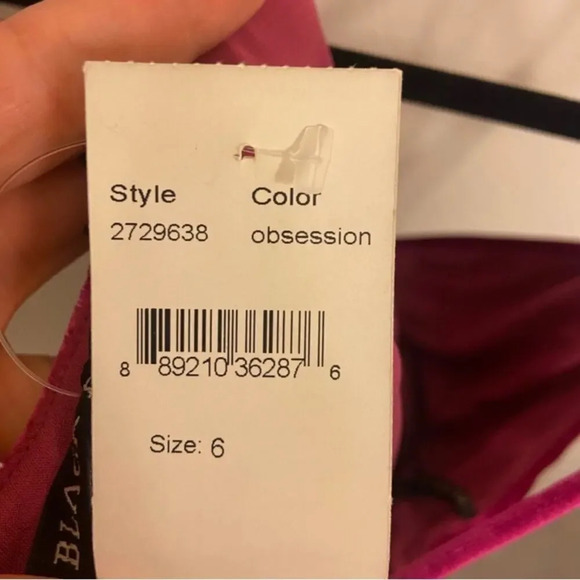 Style Color
2729638 obsession
8 89210 36287 6
Size: 6